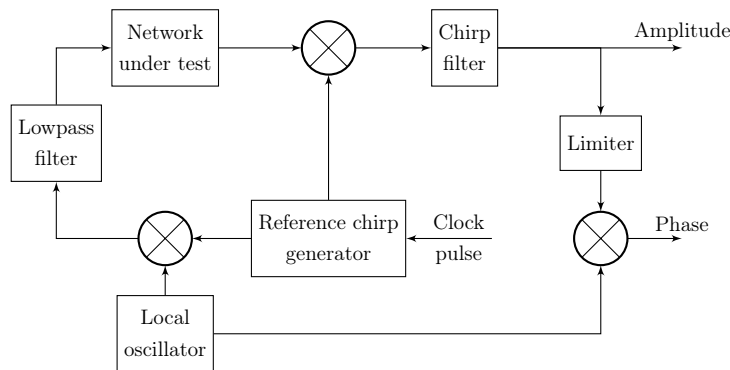 Network
under test
Chirp
filter
Amplitude
Lowpass
filter
Limiter
Reference chirp
generator
Clock
pulse
Phase
Local
oscillator